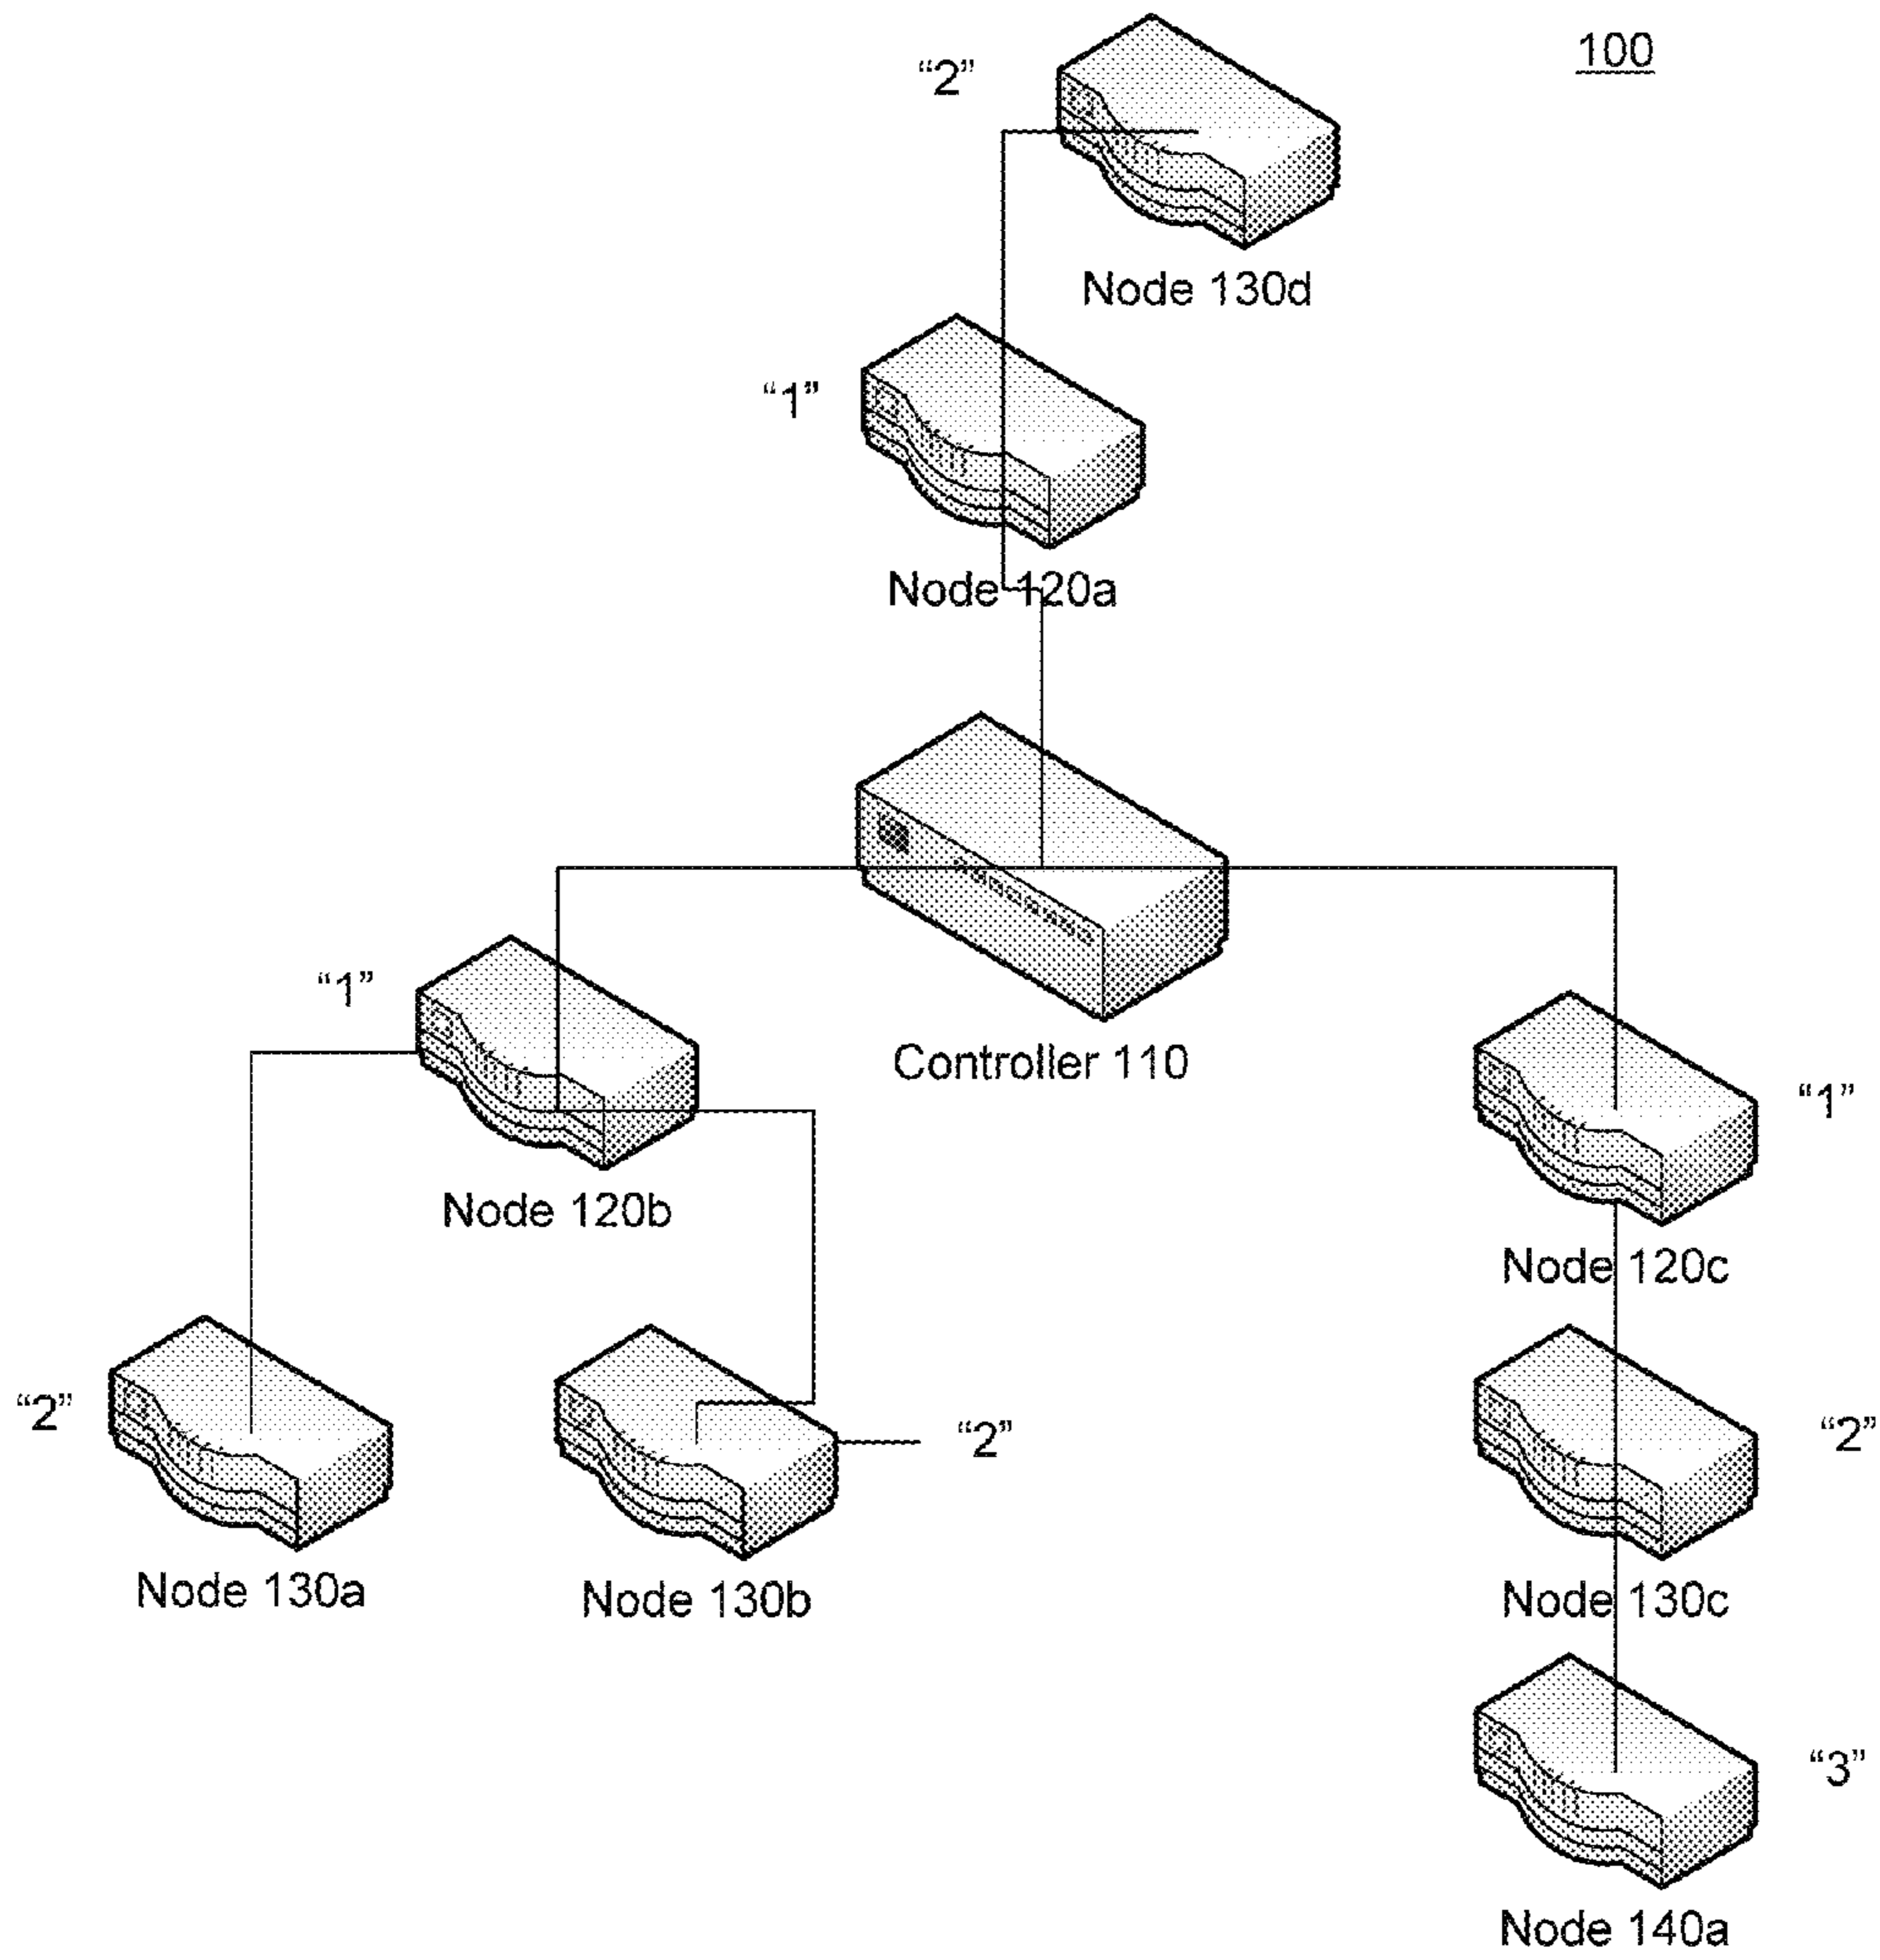 100
“2”
Node 130d
“1”
Node 120a
Controller 110
“1”
Node 120b
“1”
Node 120c
“2”
Node 130a
Node 130b
“2”
“2”
Node 130c
“3”
Node 140a